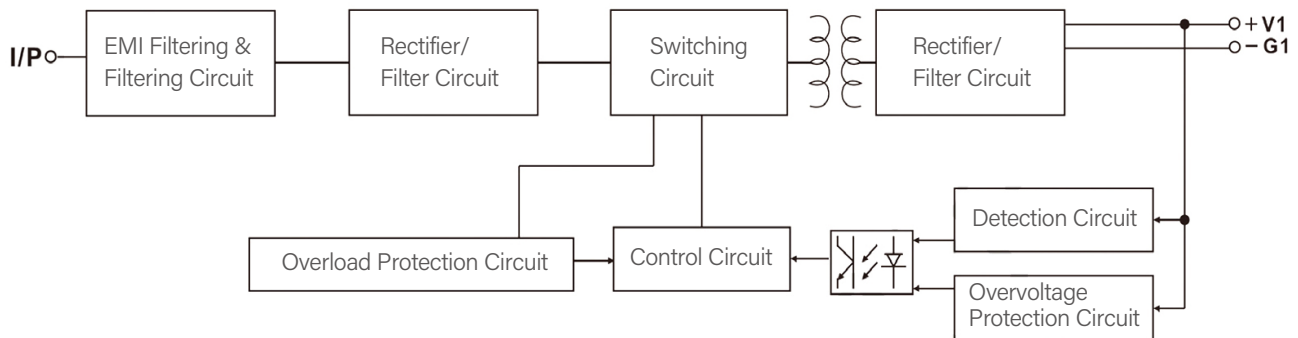 I/P
EMI Filtering &
Filtering Circuit
Rectifier/
Filter Circuit
Switching
Circuit
Rectifier/
Filter Circuit
+ V1
− G1
Detection Circuit
Overload Protection Circuit
Control Circuit
Overvoltage
Protection Circuit